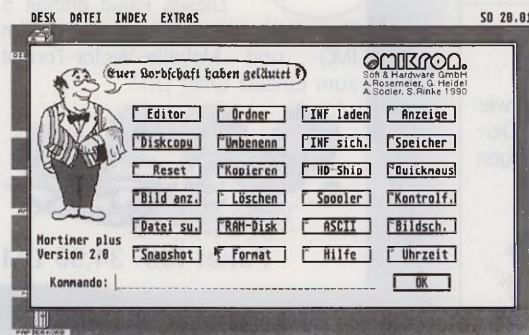 DESK DATEI INDEX EXTRAS
SO 20.0
Euer Lordschaft haben geläutet ?
OMIKRON.
Soft & Hardware GmbH
A.Rosemeier, G. Heidel
A.Sodler, S.Rinke 1990
Editor Ordner INF laden Anzeige
Diskcopy Umbenenn INF sich. Speicher
Reset Kopieren HD-Ship Quickmaus
Bild anz. Löschen Spooler Kontrolf.
Datei su. RAM-Disk ASCII Bildsch.
Mortimer plus
Version 2.0
Snapshot Format Hilfe Uhrzeit
Kommando:
OK
PAPIERKORB